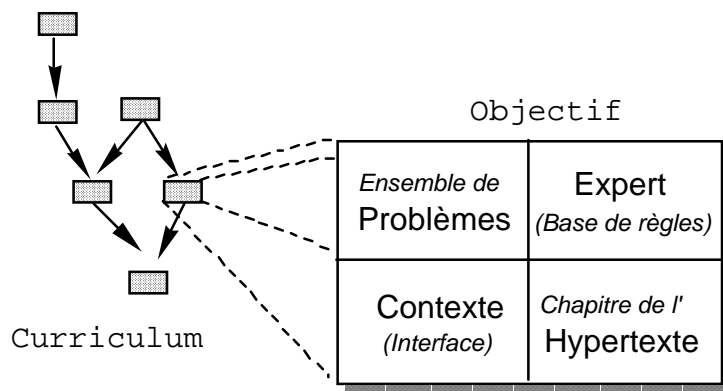 Objectif
Ensemble de
Problèmes
Expert
(Base de règles)
Contexte
(Interface)
Chapitre de l'
Hypertexte
Curriculum